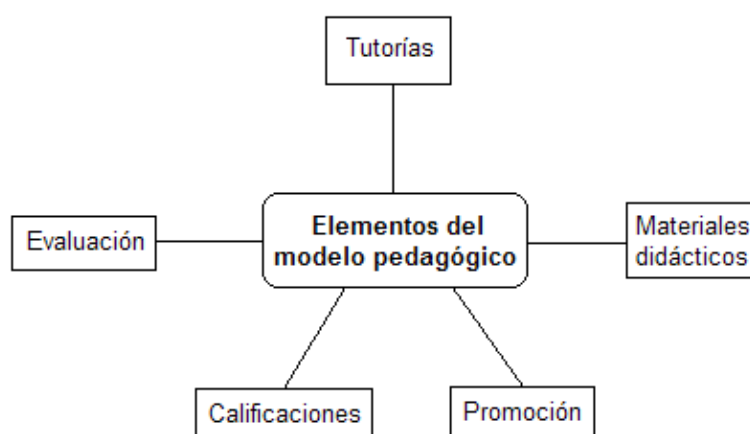 Tutorías
Evaluación
Elementos del
modelo pedagógico
Materiales
didácticos
Calificaciones
Promoción